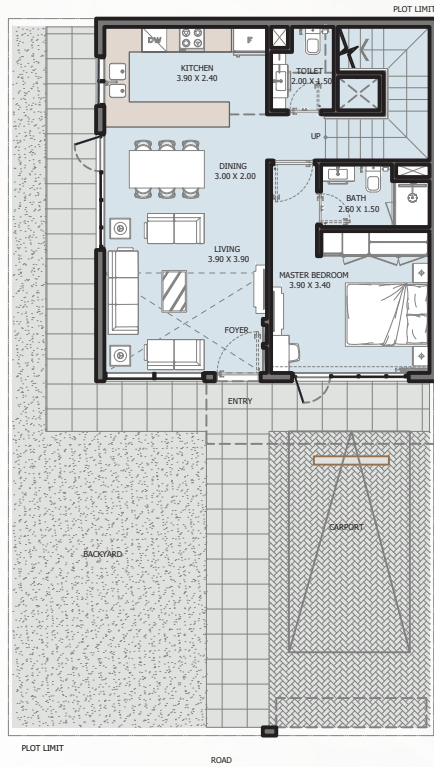 PLOT LIMIT
DW
F
KITCHEN
3.90 X 2.40
TOILET
2.00 X 1.50
UP
DINING
3.00 X 2.00
BATH
2.60 X 1.50
LIVING
3.90 X 3.90
MASTER BEDROOM
3.90 X 3.40
FOYER
ENTRY
CARPORT
BACKYARD
PLOT LIMIT
ROAD